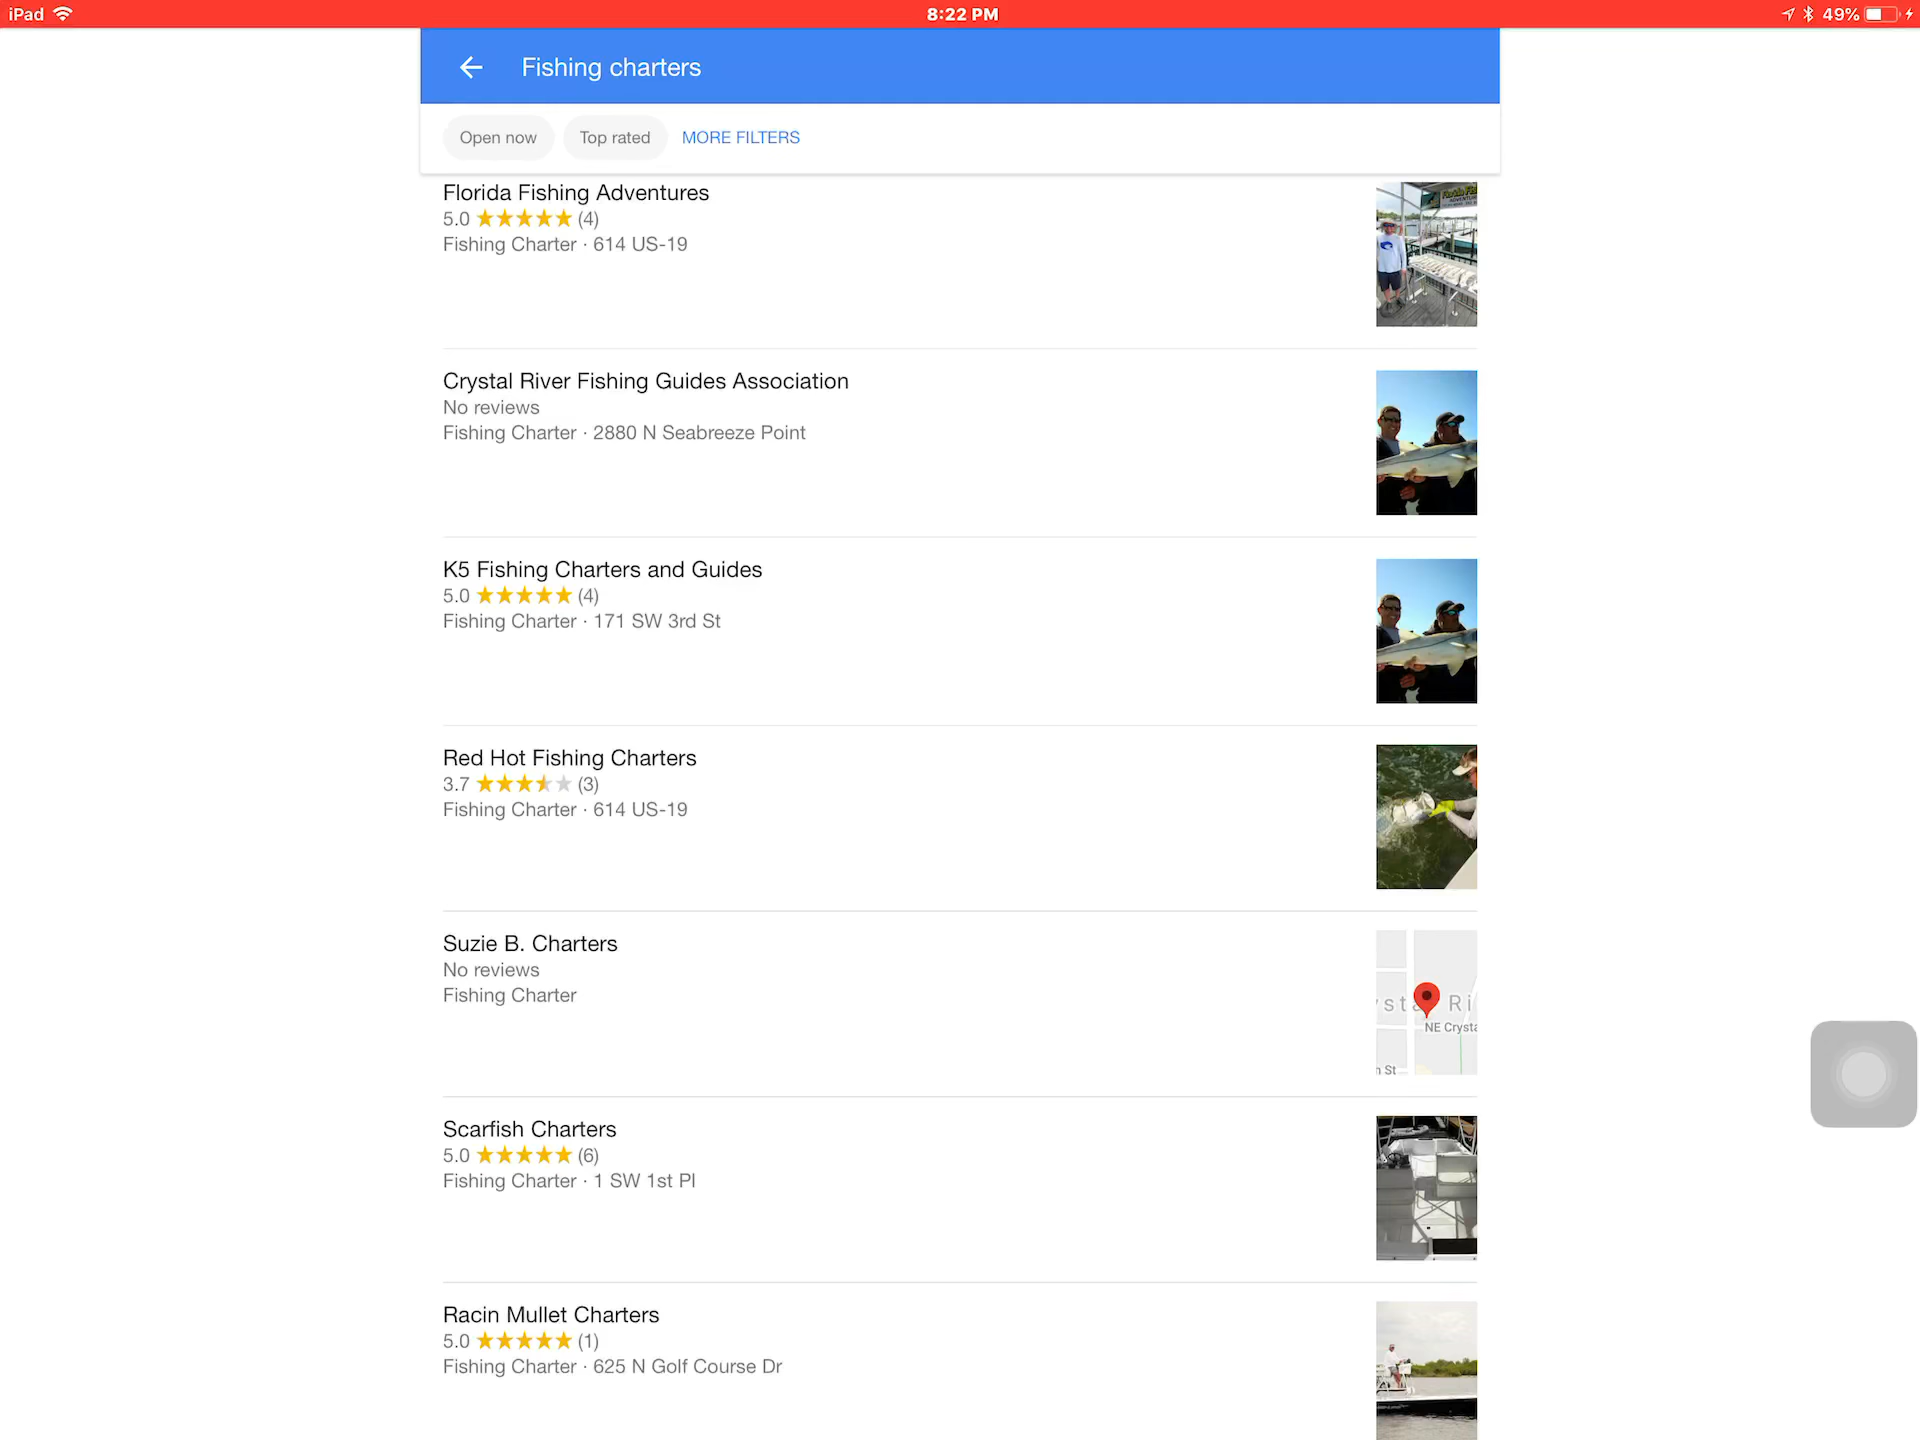 iPad
8:22 PM
49%
Fishing charters
Open now
Top rated
MORE FILTERS
Florida Fishing Adventures
5.0 ★★★★★ (4)
Fishing Charter · 614 US-19
Crystal River Fishing Guides Association
No reviews
Fishing Charter · 2880 N Seabreeze Point
K5 Fishing Charters and Guides
5.0 ★★★★★ (4)
Fishing Charter · 171 SW 3rd St
Red Hot Fishing Charters
3.7 (3)
Fishing Charter · 614 US-19
Suzie B. Charters
No reviews
Fishing Charter
yst Ri
NE Crysta
n St
Scarfish Charters
5.0 ★★★★★ (6)
Fishing Charter · 1 SW 1st Pl
Racin Mullet Charters
5.0 ★★★★★ (1)
Fishing Charter · 625 N Golf Course Dr